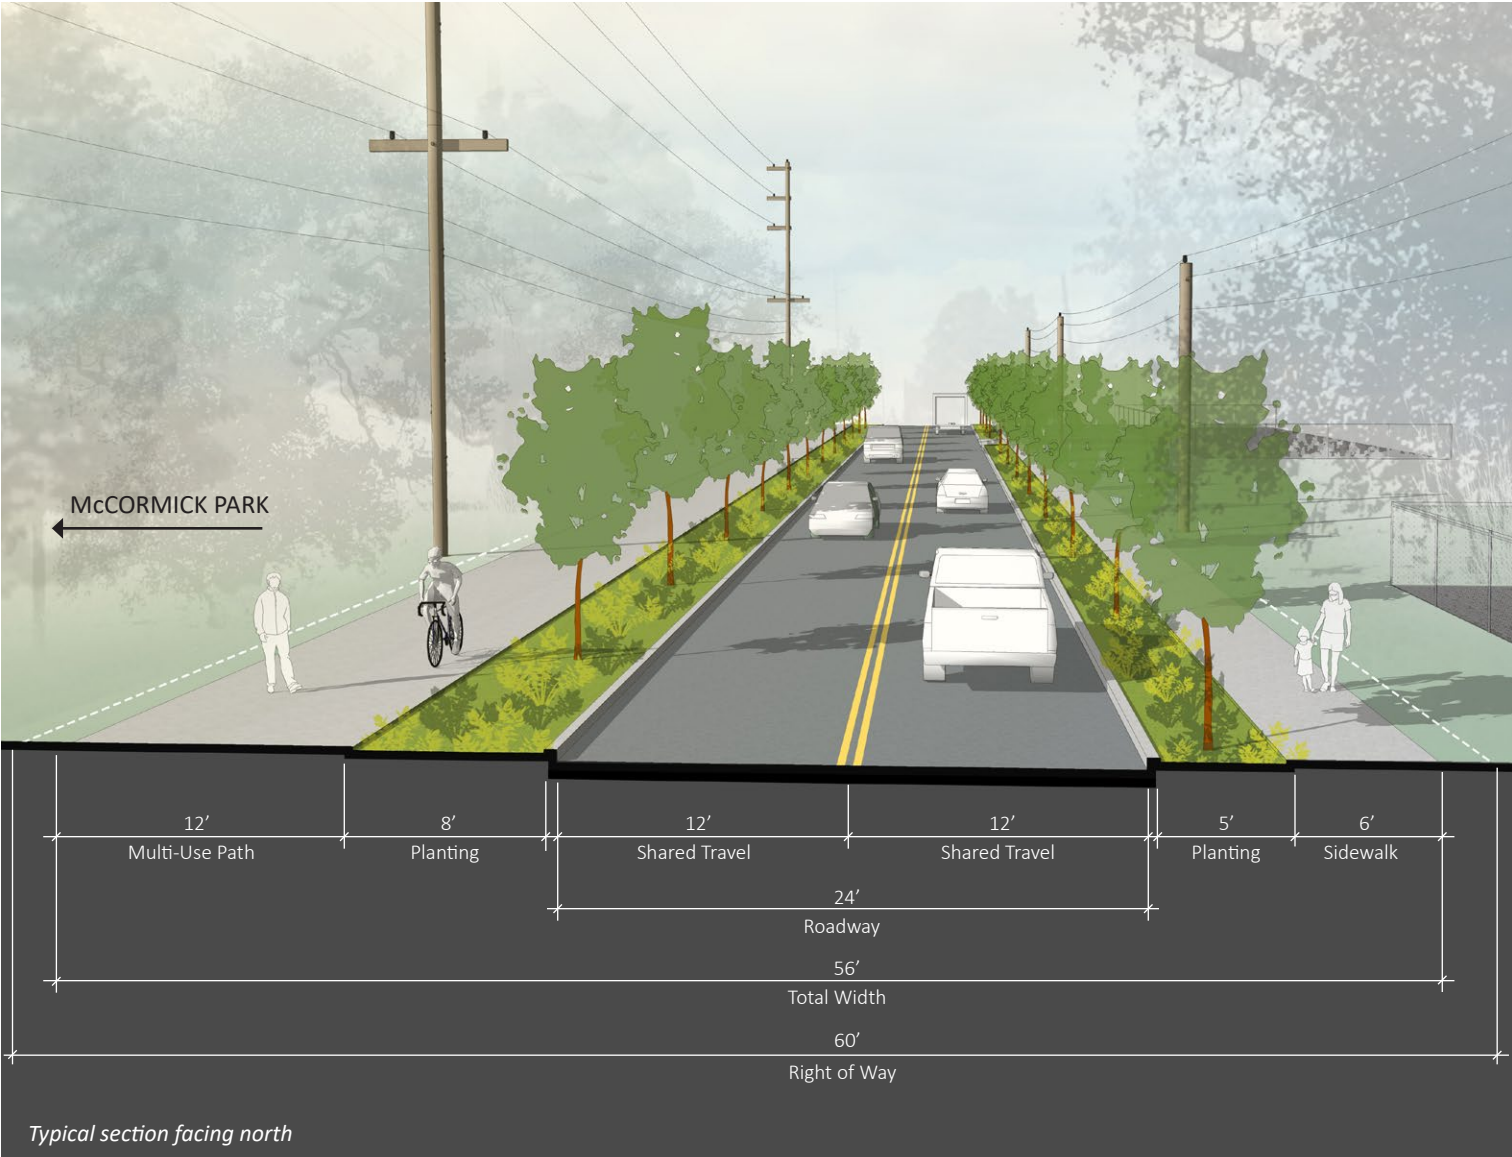 McCORMICK PARK
12’
8’
12’
12’
5’
6’
Multi-Use Path
Planting
Shared Travel
Shared Travel
Planting
Sidewalk
24’
Roadway
56’
Total Width
60’
Right of Way
Typical section facing north